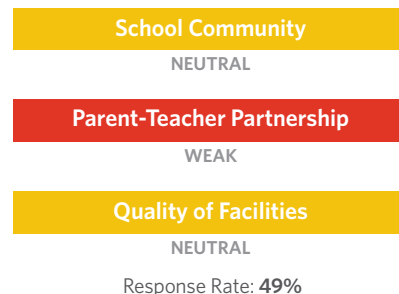 School Community
NEUTRAL
Parent-Teacher Partnership
WEAK
Quality of Facilities
NEUTRAL
Response Rate: 49%